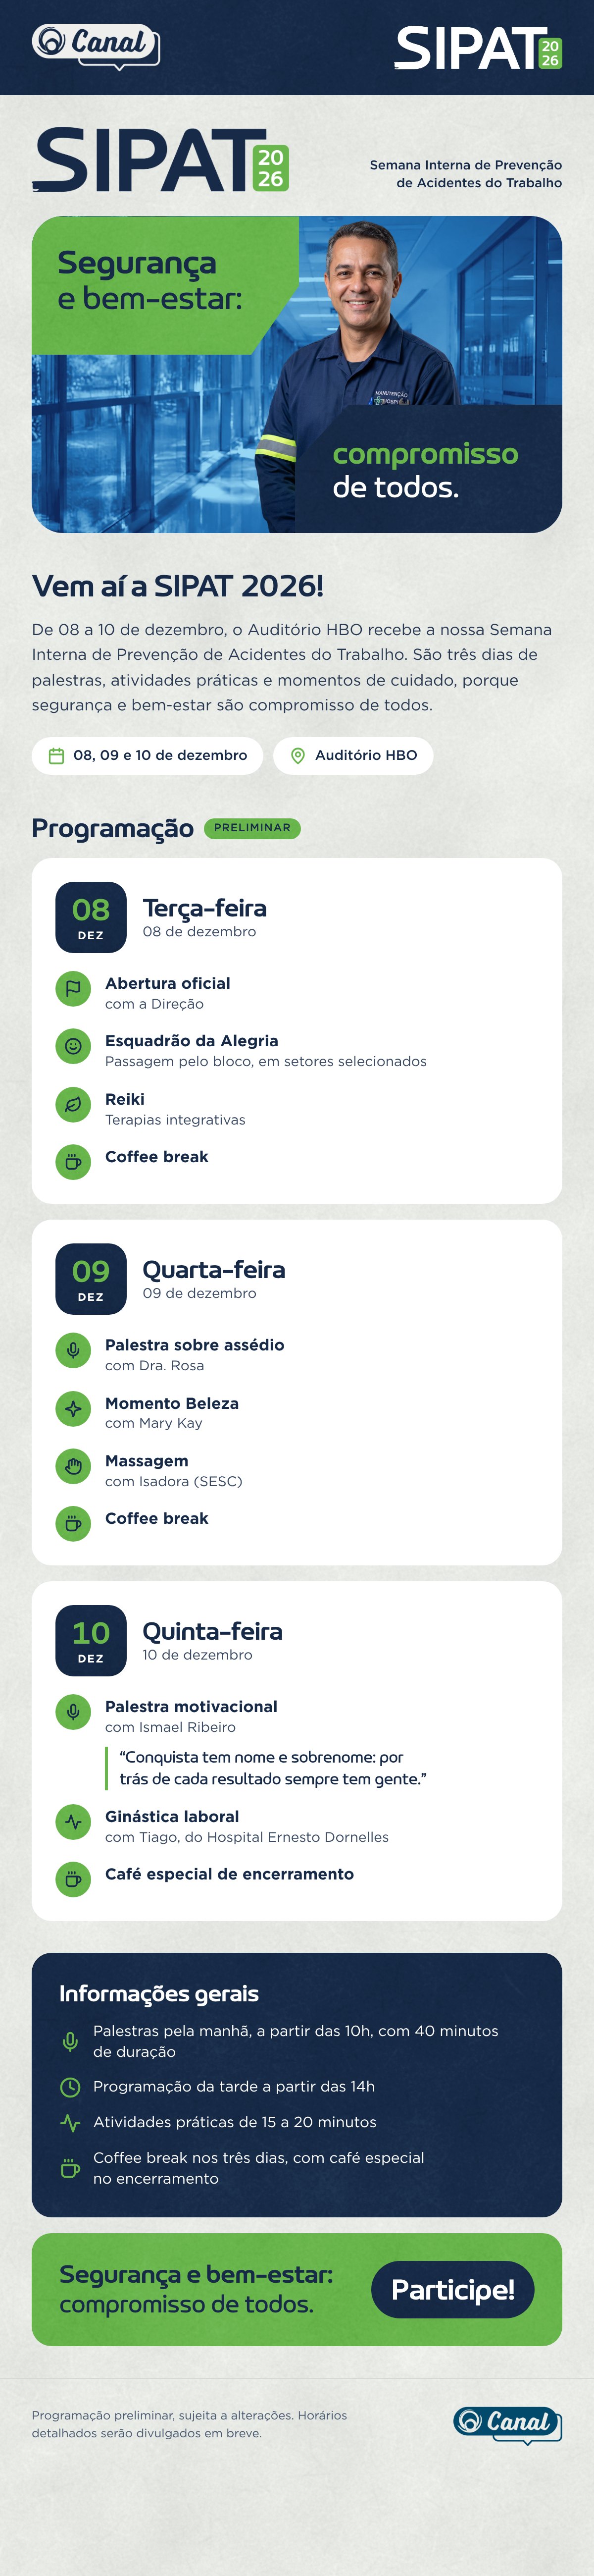 Canal
SIPAT 20 26
SIPAT 20 26
Semana Interna de Prevenção
de Acidentes do Trabalho
Segurança
e bem-estar:
MANUTENÇÃO
compromisso
de todos.
Vem aí a SIPAT 2026!
De 08 a 10 de dezembro, o Auditório HBO recebe a nossa Semana
Interna de Prevenção de Acidentes do Trabalho. São três dias de
palestras, atividades práticas e momentos de cuidado, porque
segurança e bem-estar são compromisso de todos.
08, 09 e 10 de dezembro
Auditório HBO
Programação PRELIMINAR
08 DEZ
Terça-feira
08 de dezembro
Abertura oficial
com a Direção
Esquadrão da Alegria
Passagem pelo bloco, em setores selecionados
Reiki
Terapias integrativas
Coffee break
09 DEZ
Quarta-feira
09 de dezembro
Palestra sobre assédio
com Dra. Rosa
Momento Beleza
com Mary Kay
Massagem
com Isadora (SESC)
Coffee break
10 DEZ
Quinta-feira
10 de dezembro
Palestra motivacional
com Ismael Ribeiro
“Conquista tem nome e sobrenome: por
trás de cada resultado sempre tem gente.”
Ginástica laboral
com Tiago, do Hospital Ernesto Dornelles
Café especial de encerramento
Informações gerais
Palestras pela manhã, a partir das 10h, com 40 minutos
de duração
Programação da tarde a partir das 14h
Atividades práticas de 15 a 20 minutos
Coffee break nos três dias, com café especial
no encerramento
Segurança e bem-estar:
compromisso de todos.
Participe!
Programação preliminar, sujeita a alterações. Horários
detalhados serão divulgados em breve.
Canal